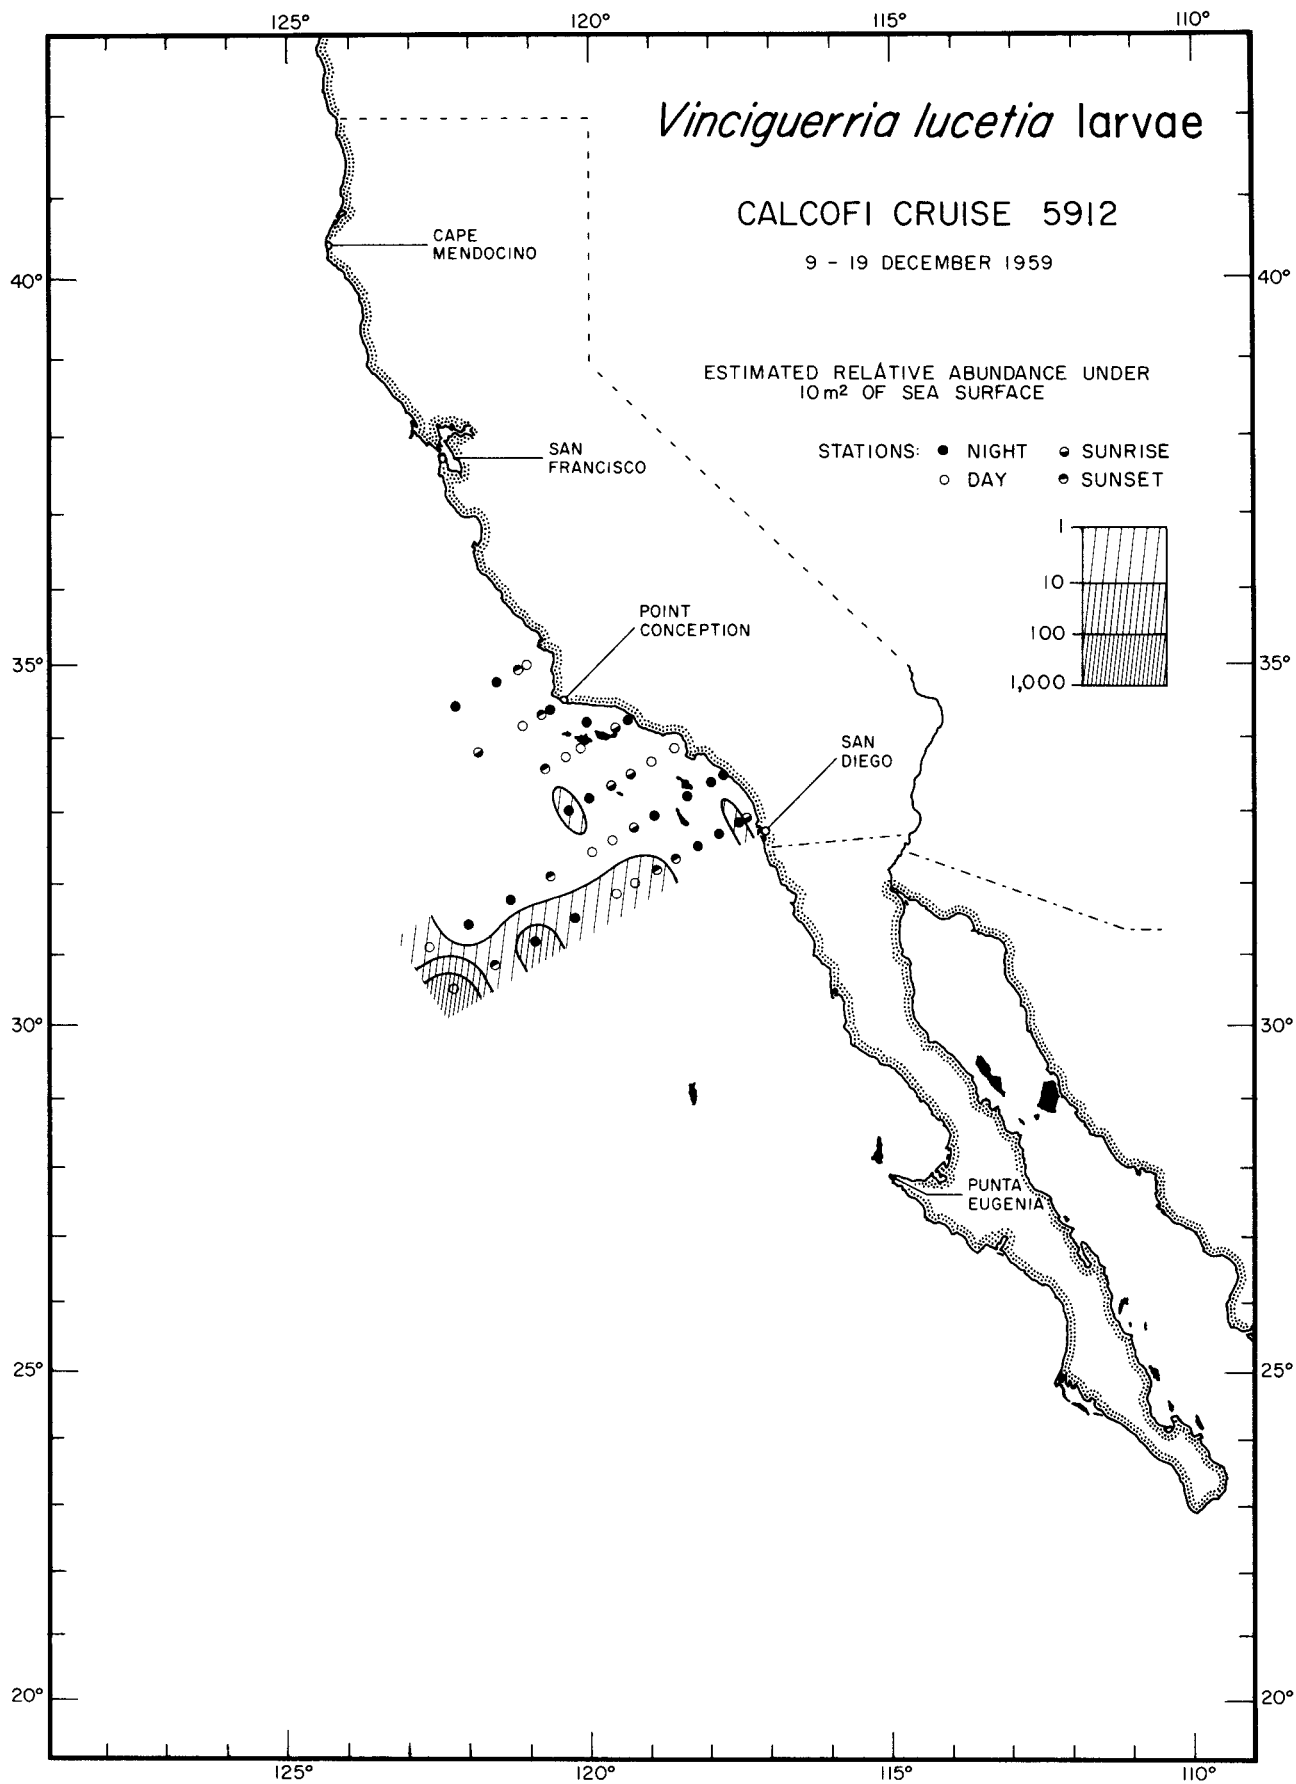 125° 120° 115° 110°
Vinciguerria lucetia larvae
CALCOFI CRUISE 5912
9 - 19 DECEMBER 1959
CAPE
MENDOCINO
40° 40°
ESTIMATED RELATIVE ABUNDANCE UNDER
10 m² OF SEA SURFACE
STATIONS: NIGHT SUNRISE
DAY SUNSET
SAN
FRANCISCO
1
10
100
1,000
POINT
CONCEPTION
35° 35°
SAN
DIEGO
30° 30°
PUNTA
EUGENIA
25° 25°
20° 20°
125° 120° 115° 110°